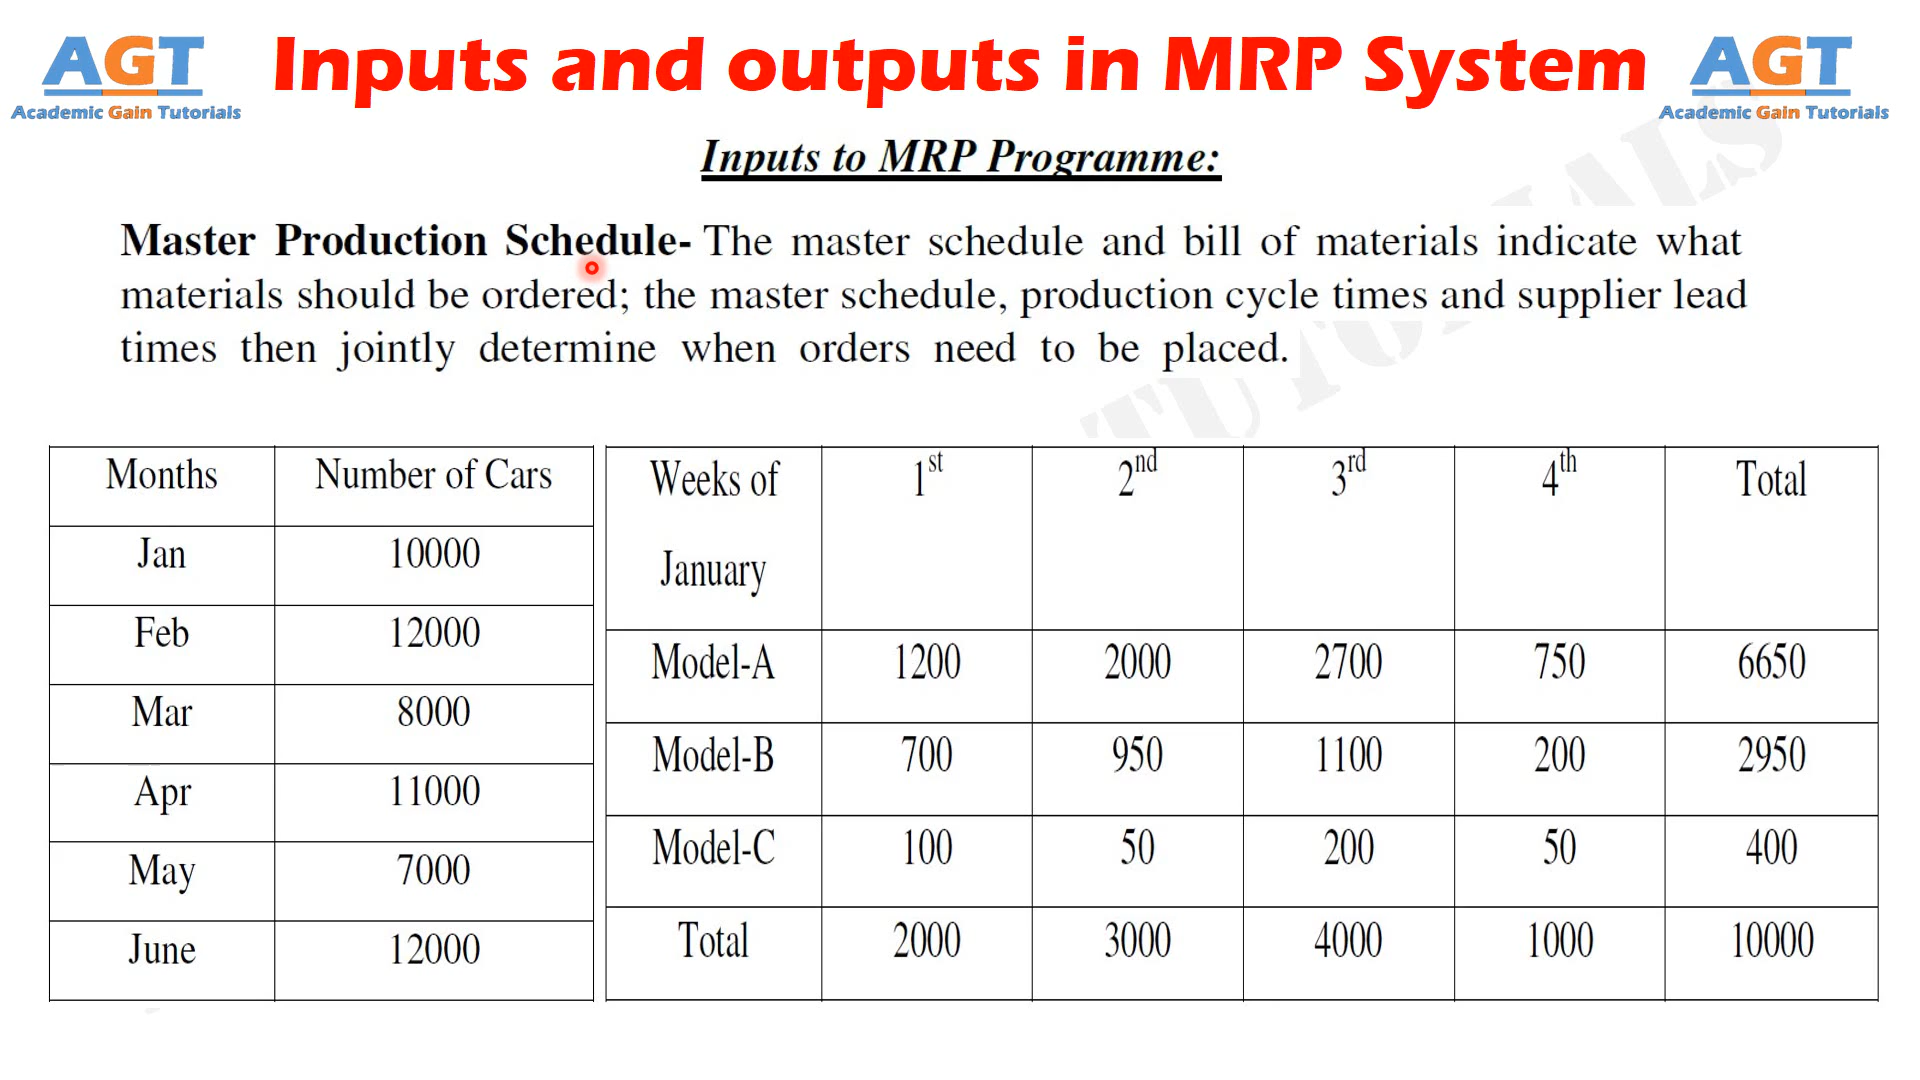 AGT
Academic Gain Tutorials
Inputs and outputs in MRP System
AGT
Academic Gain Tutorials
Inputs to MRP Programme:
Master Production Schedule- The master schedule and bill of materials indicate what
materials should be ordered; the master schedule, production cycle times and supplier lead
times then jointly determine when orders need to be placed.
Months Number of Cars
Jan 10000
Feb 12000
Mar 8000
Apr 11000
May 7000
June 12000
Weeks of January 1st 2nd 3rd 4th Total
Model-A 1200 2000 2700 750 6650
Model-B 700 950 1100 200 2950
Model-C 100 50 200 50 400
Total 2000 3000 4000 1000 10000
TUTORIALS